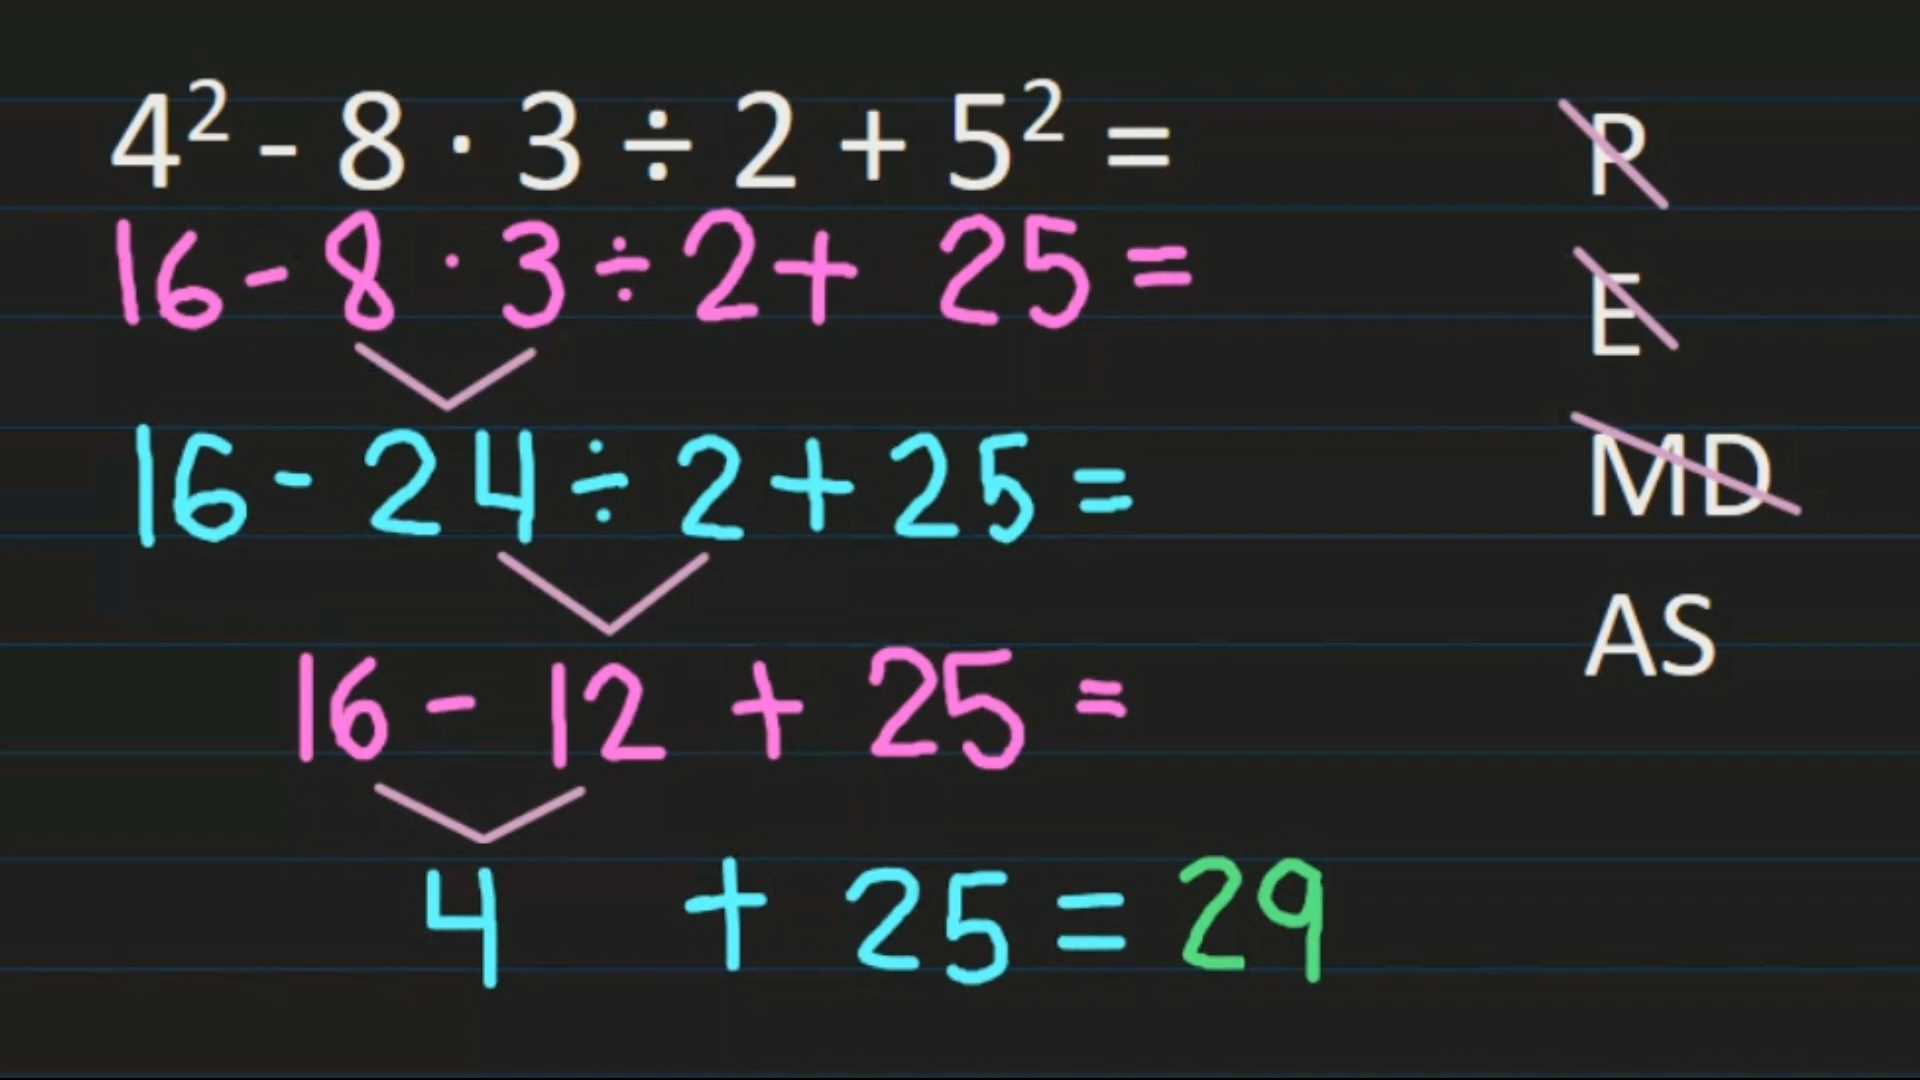 4² - 8 · 3 ÷ 2 + 5² =
P
16 - 8 · 3 ÷ 2 + 25 =
E
16 - 24 ÷ 2 + 25 =
MD
16 - 12 + 25 =
AS
4 + 25 = 29